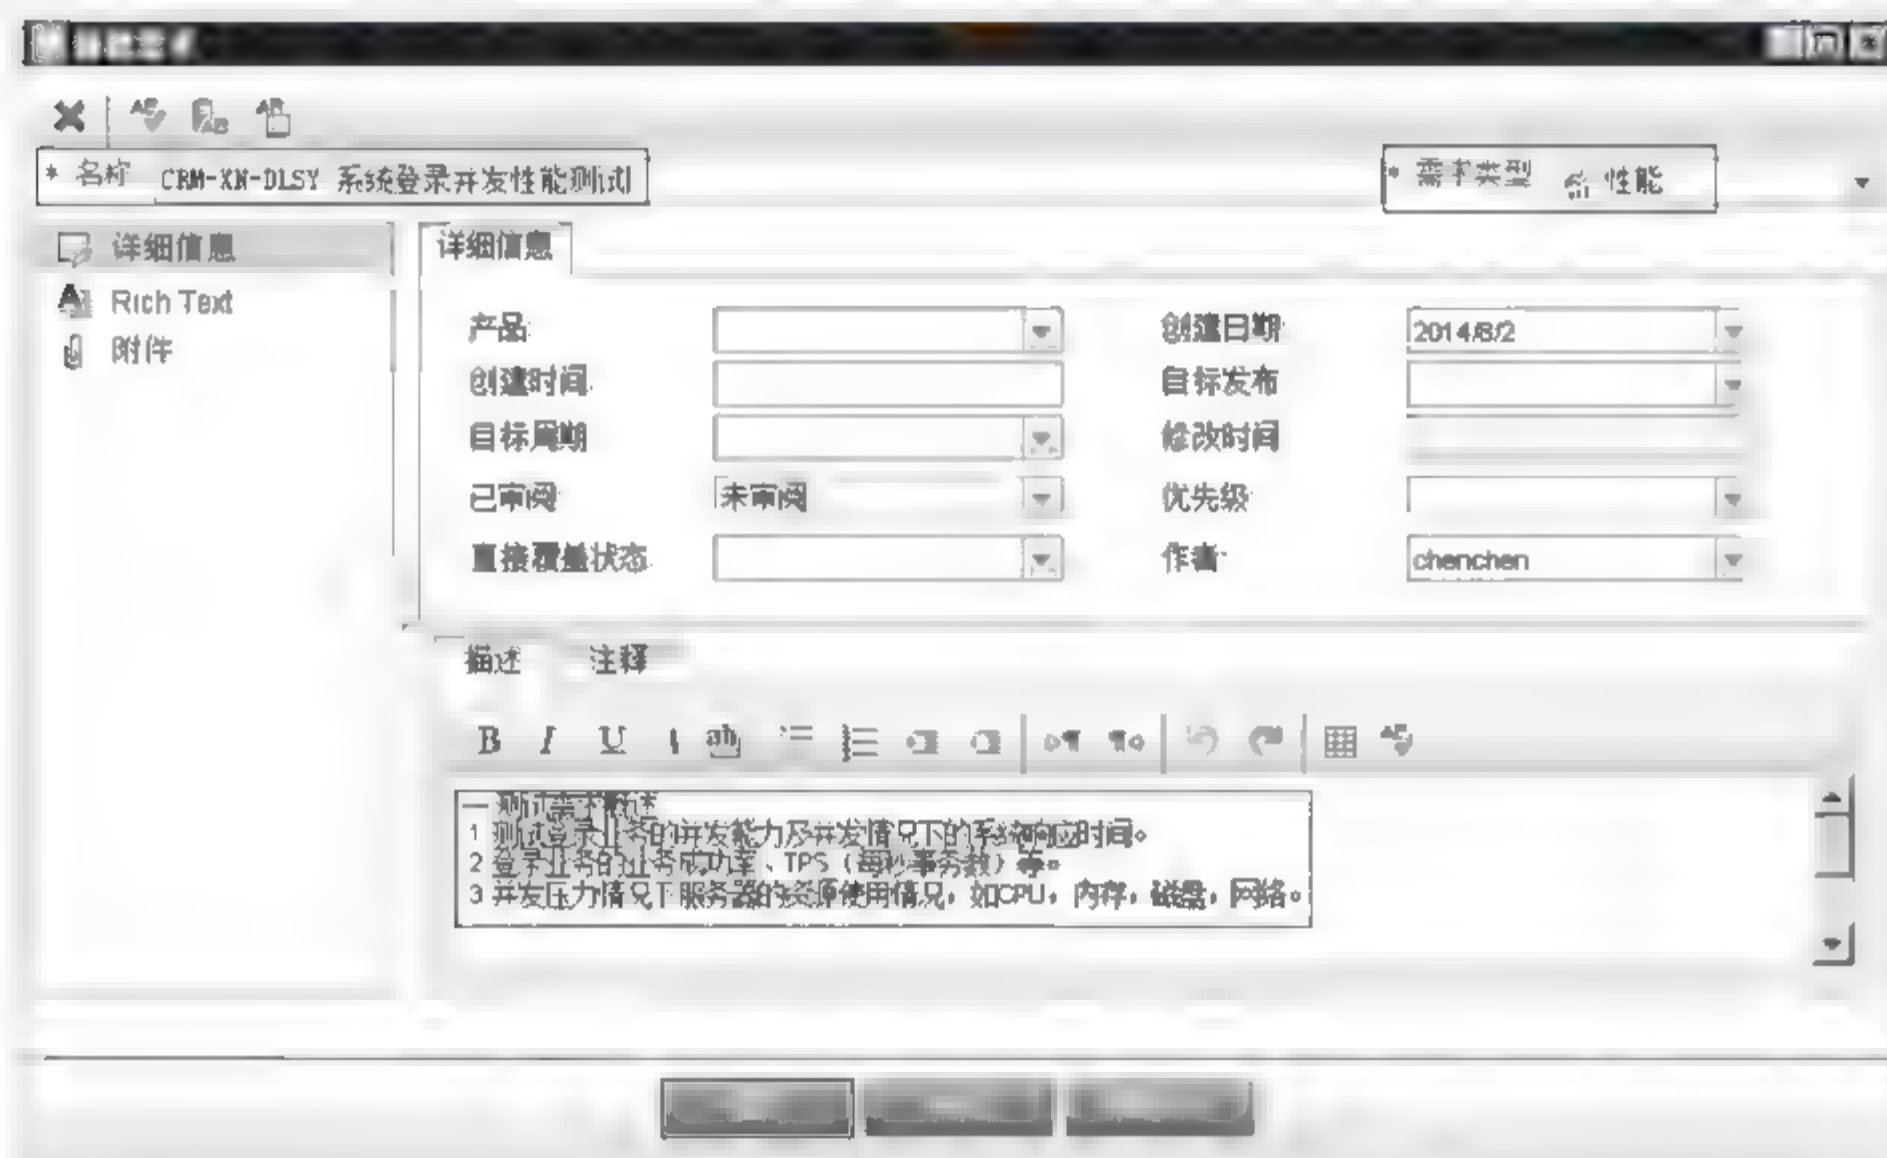 * 名称 CRM-XN-DLSY 系统登录并发性能测试
* 需求类型 性能
详细信息
Rich Text
附件
详细信息
产品:
创建日期:
2014/8/2
创建时间:
目标发布
目标周期
修改时间
已审阅:
未审阅
优先级:
直接覆盖状态:
作者:
chenchen
描述 注释
B I U
一 测试需求描述
1 测试登录业务的并发能力及并发情况下的系统响应时间。
2 登录业务的业务成功率、TPS（每秒事务数）等。
3 并发压力情况下服务器的资源使用情况，如CPU，内存，磁盘，网络。